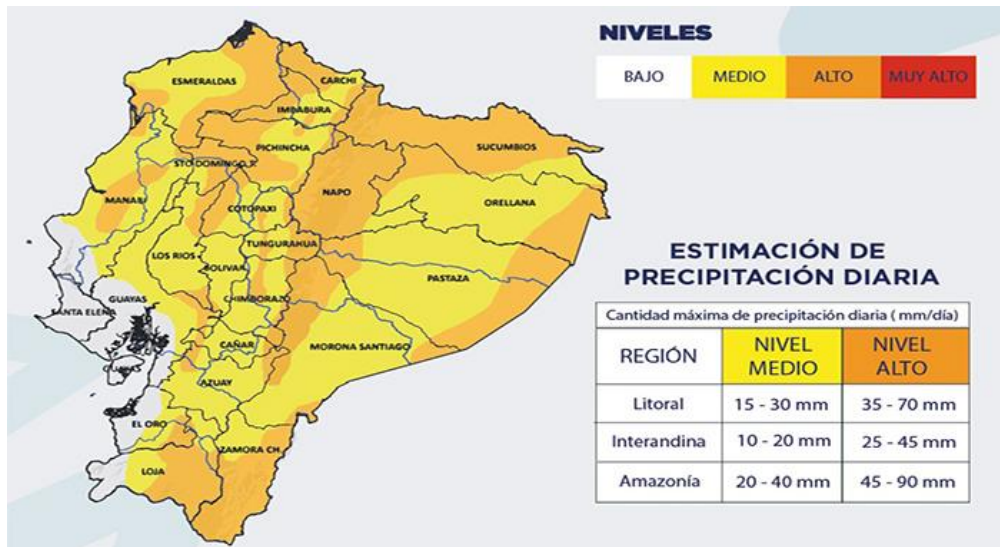 NIVELES
BAJO MEDIO ALTO MUY ALTO
ESMERALDAS
CARCHI
IMBABURA
PICHINCHA
SUCUMBIOS
STO DOMINGO T.
NAPO
MANABI
COTOPAXI
ORELLANA
TUNGURAHUA
LOS RIOS
BOLIVAR
PASTAZA
GUAYAS
CHIMBORAZO
SANTA ELENA
CAÑAR
MORONA SANTIAGO
GUAYAS
AZUAY
EL ORO
ZAMORA CH.
LOJA
ESTIMACIÓN DE
PRECIPITACIÓN DIARIA
Cantidad máxima de precipitación diaria ( mm/día)
REGIÓN NIVEL MEDIO NIVEL ALTO
Litoral 15 - 30 mm 35 - 70 mm
Interandina 10 - 20 mm 25 - 45 mm
Amazonía 20 - 40 mm 45 - 90 mm